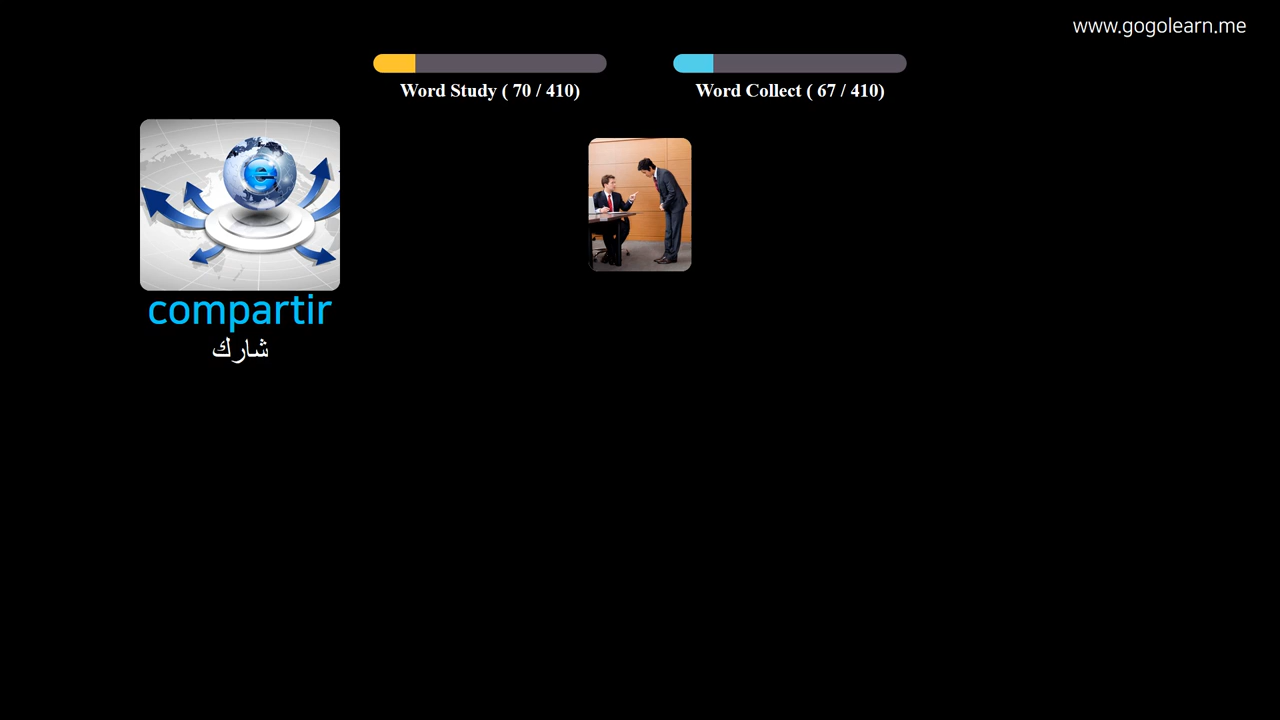 www.gogolearn.me
Word Study ( 70 / 410)
Word Collect ( 67 / 410)
e
compartir
شارك